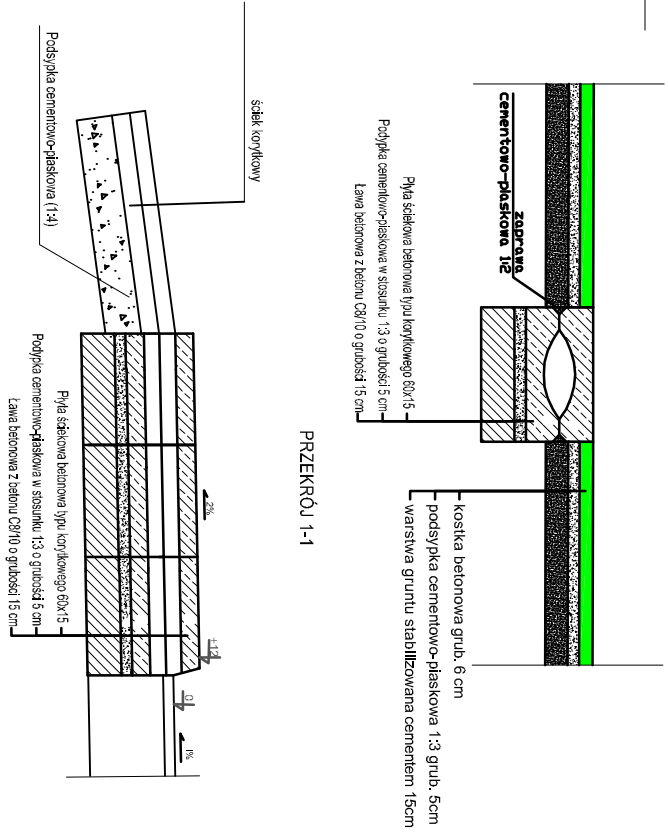 zaprawa
cementowo-piaskowa 1:2
Płyta ściekowa betonowa typu korytkowego 60x15
Podypka cementowo-piaskowa w stosunku 1:3 o grubości 5 cm
Ława betonowa z betonu C8/10 o grubości 15 cm
kostka betonowa grub. 6 cm
podsypka cementowo-piaskowa 1:3 grub. 5cm
warstwa gruntu stabilizowana cementem 15cm
PRZEKRÓJ 1-1
ściek korytkowy
Podsypka cementowo-piaskowa (1:4)
2%
+12
0
1%
Płyta ściekowa betonowa typu korytkowego 60x15
Podypka cementowo-piaskowa w stosunku 1:3 o grubości 5 cm
Ława betonowa z betonu C8/10 o grubości 15 cm